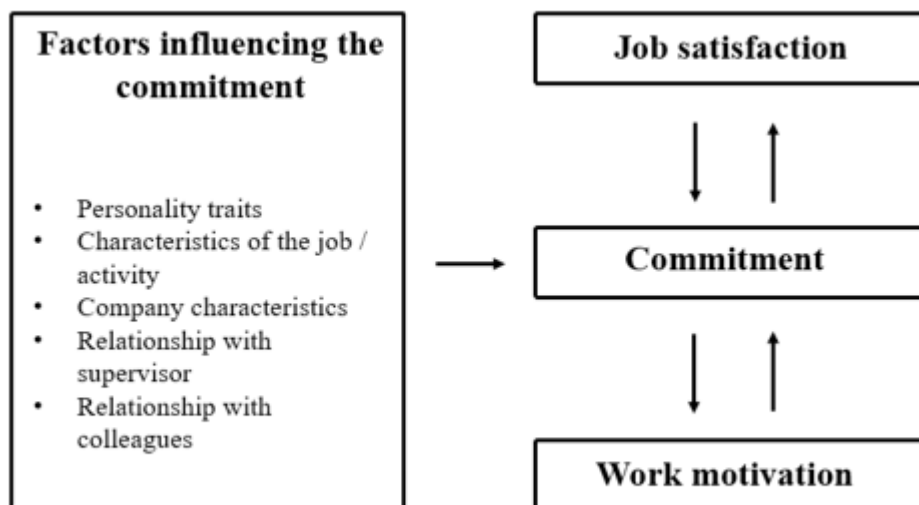 Factors influencing the
commitment
• Personality traits
• Characteristics of the job /
activity
• Company characteristics
• Relationship with
supervisor
• Relationship with
colleagues
Job satisfaction
Commitment
Work motivation